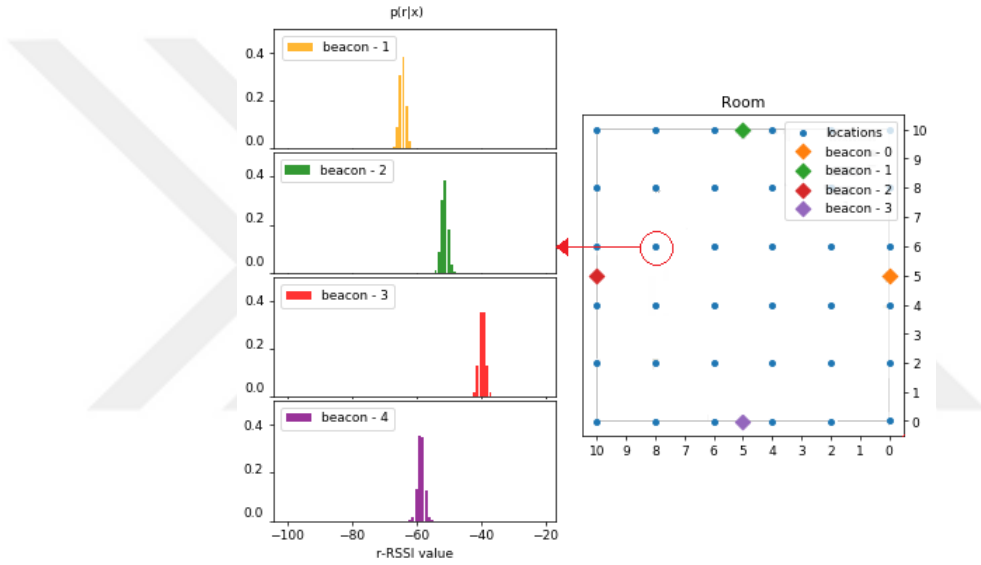 p(r|x)
0.4
0.2
0.0
beacon - 1
0.4
0.2
0.0
beacon - 2
0.4
0.2
0.0
beacon - 3
0.4
0.2
0.0
beacon - 4
−100 −80 −60 −40 −20
r-RSSI value
Room
locations
beacon - 0
beacon - 1
beacon - 2
beacon - 3
10
9
8
7
6
5
4
3
2
1
0
10 9 8 7 6 5 4 3 2 1 0